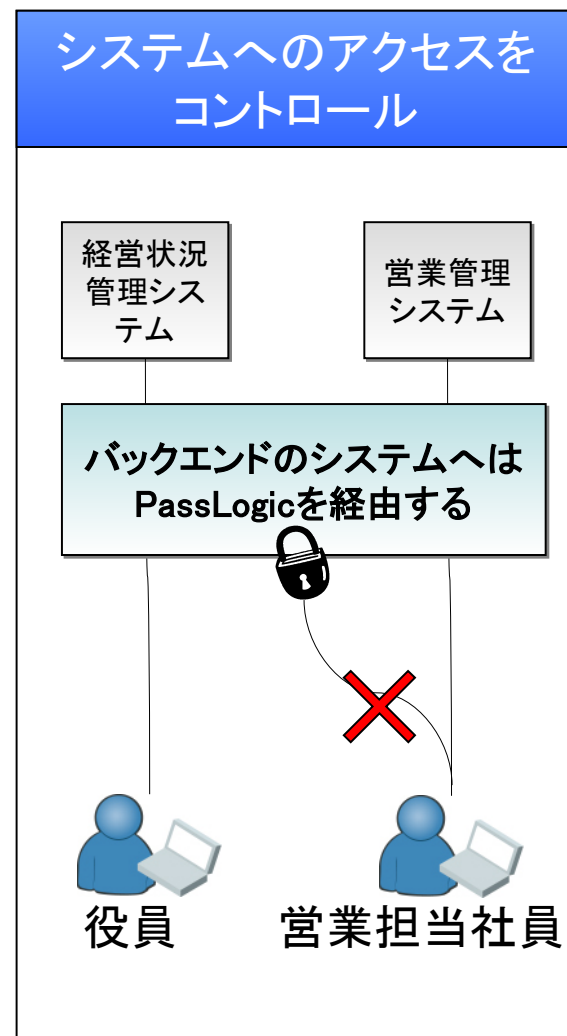 システムへのアクセスを
コントロール
経営状況
管理シス
テム
営業管理
システム
バックエンドのシステムへは
PassLogicを経由する
役員
営業担当社員